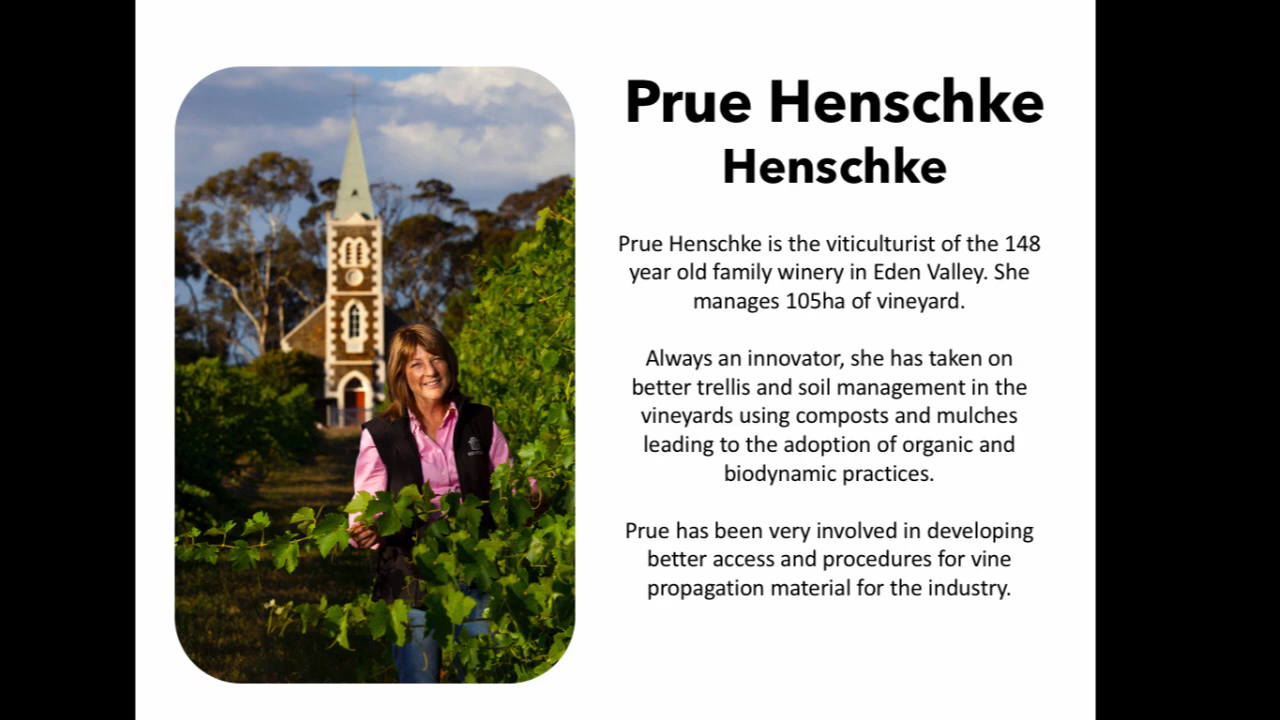 Prue Henschke
Henschke
Prue Henschke is the viticulturist of the 148
year old family winery in Eden Valley. She
manages 105ha of vineyard.
Always an innovator, she has taken on
better trellis and soil management in the
vineyards using composts and mulches
leading to the adoption of organic and
biodynamic practices.
Prue has been very involved in developing
better access and procedures for vine
propagation material for the industry.